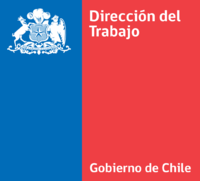 Dirección del
Trabajo
Gobierno de Chile